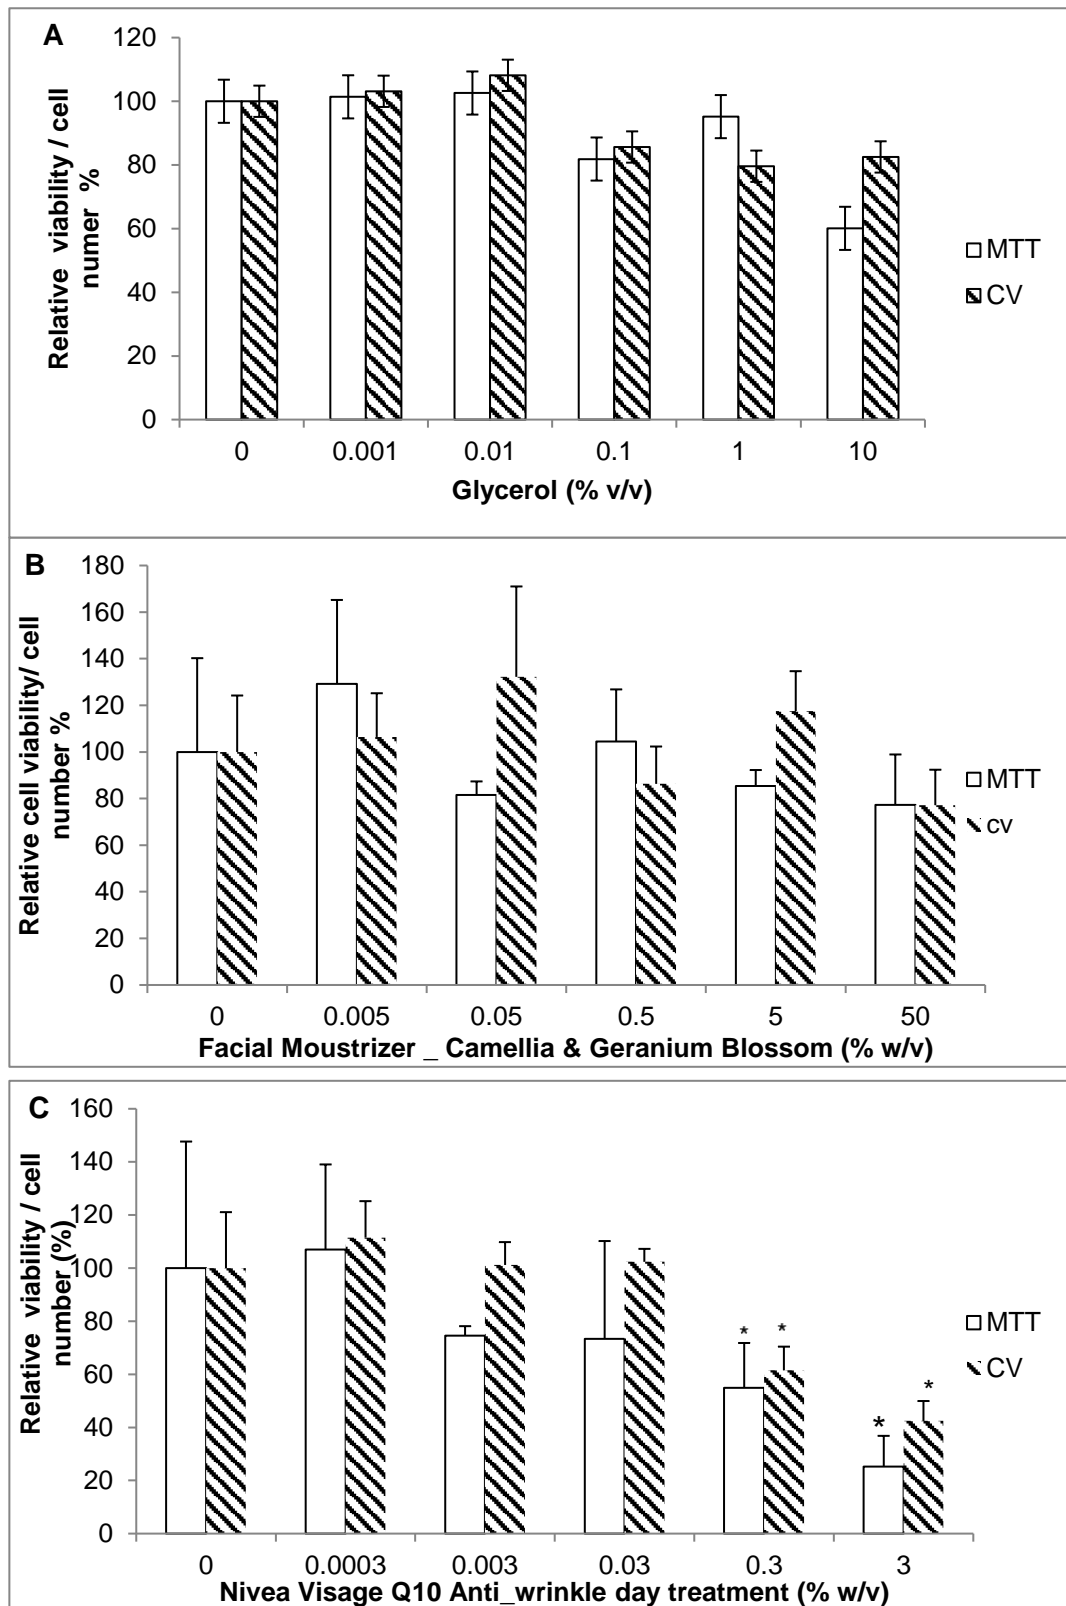 A
120
100
80
60
40
20
0
Relative viability / cell
numer %
0 0.001 0.01 0.1 1 10
Glycerol (% v/v)
MTT
CV
B
180
160
140
120
100
80
60
40
20
0
Relative cell viability/ cell
number %
0 0.005 0.05 0.5 5 50
Facial Moustrizer _ Camellia & Geranium Blossom (% w/v)
MTT
cv
C
160
140
120
100
80
60
40
20
0
Relative viability / cell
number (%)
* *
* *
0 0.0003 0.003 0.03 0.3 3
Nivea Visage Q10 Anti_wrinkle day treatment (% w/v)
MTT
CV